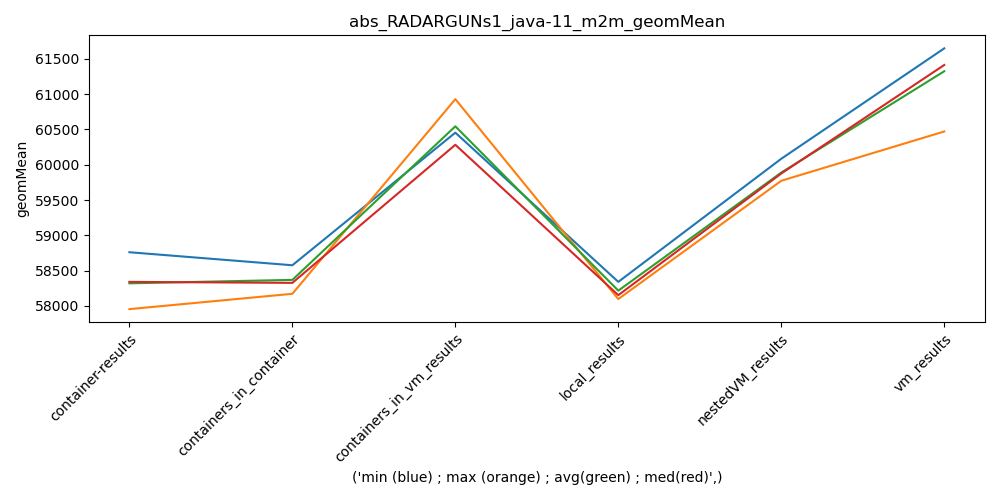 abs_RADARGUNs1_java-11_m2m_geomMean
geomMean
61500
61000
60500
60000
59500
59000
58500
58000
container-results
containers_in_container
containers_in_vm_results
local_results
nestedVM_results
vm_results
('min (blue) ; max (orange) ; avg(green) ; med(red)',)